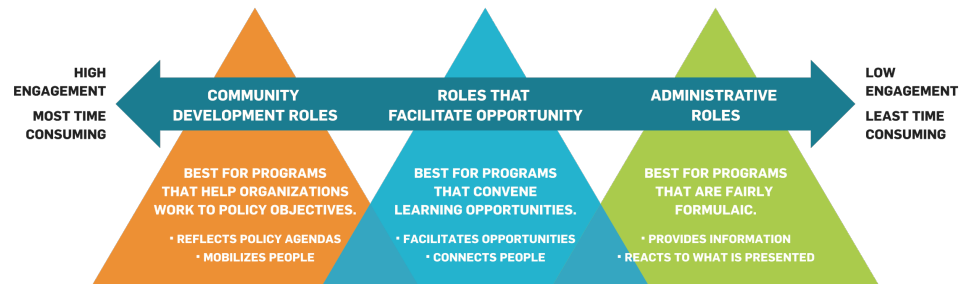 HIGH
ENGAGEMENT
MOST TIME
CONSUMING
COMMUNITY
DEVELOPMENT ROLES
ROLES THAT
FACILITATE OPPORTUNITY
ADMINISTRATIVE
ROLES
LOW
ENGAGEMENT
LEAST TIME
CONSUMING
BEST FOR PROGRAMS
THAT HELP ORGANIZATIONS
WORK TO POLICY OBJECTIVES.
• REFLECTS POLICY AGENDAS
• MOBILIZES PEOPLE
BEST FOR PROGRAMS
THAT CONVENE
LEARNING OPPORTUNITIES.
• FACILITATES OPPORTUNITIES
• CONNECTS PEOPLE
BEST FOR PROGRAMS
THAT ARE FAIRLY
FORMULAIC.
• PROVIDES INFORMATION
• REACTS TO WHAT IS PRESENTED